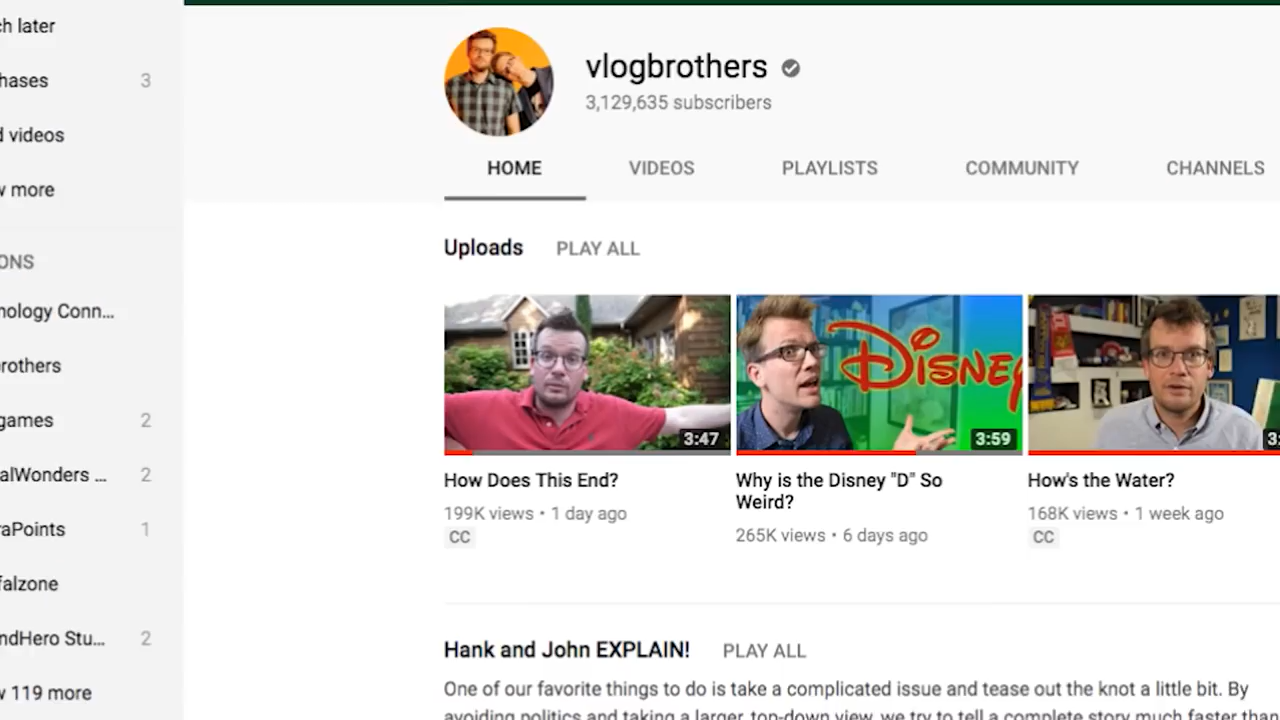 ch later
hases 3
d videos
w more
ONS
nology Conn...
rothers
games 2
alWonders ... 2
raPoints 1
falzone
ndHero Stu... 2
w 119 more
vlogbrothers
3,129,635 subscribers
HOME VIDEOS PLAYLISTS COMMUNITY CHANNELS
Uploads PLAY ALL
3:47
How Does This End?
199K views • 1 day ago
CC
DISNEY
3:59
Why is the Disney "D" So
Weird?
265K views • 6 days ago
3:
How's the Water?
168K views • 1 week ago
CC
Hank and John EXPLAIN! PLAY ALL
One of our favorite things to do is take a complicated issue and tease out the knot a little bit. By
avoiding politics and taking a larger, top-down view, we try to tell a complete story much faster than